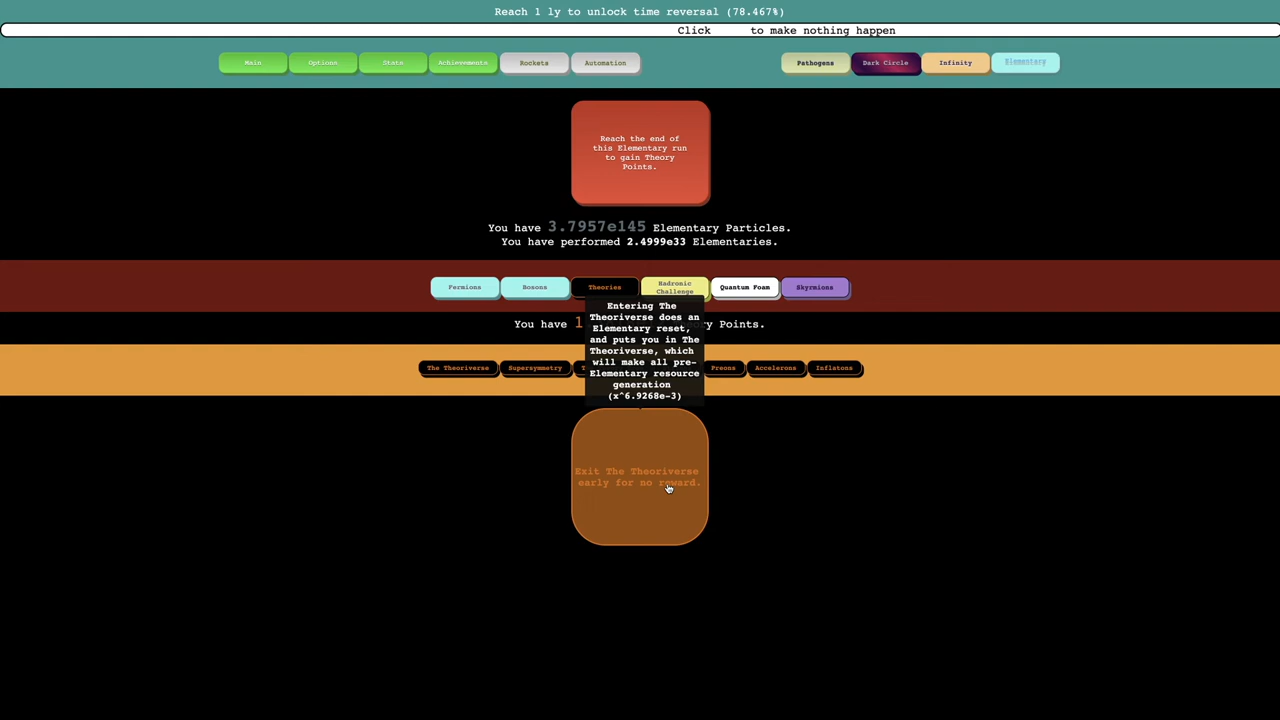 Reach 1 ly to unlock time reversal (78.467%)
Click to make nothing happen
Main Options Stats Achievements Rockets Automation Pathogens Dark Circle Infinity Elementary
Reach the end of
this Elementary run
to gain Theory
Points.
You have 3.7957e145 Elementary Particles.
You have performed 2.4999e33 Elementaries.
Fermions Bosons Theories Hadronic Challenge Quantum Foam Skyrmions
You have 1 ry Points.
Entering The
Theoriverse does an
Elementary reset,
and puts you in The
Theoriverse, which
will make all pre-
Elementary resource
generation
(x^6.9268e-3)
The Theoriverse Supersymmetry T Preons Accelerons Inflatons
Exit The Theoriverse
early for no reward.